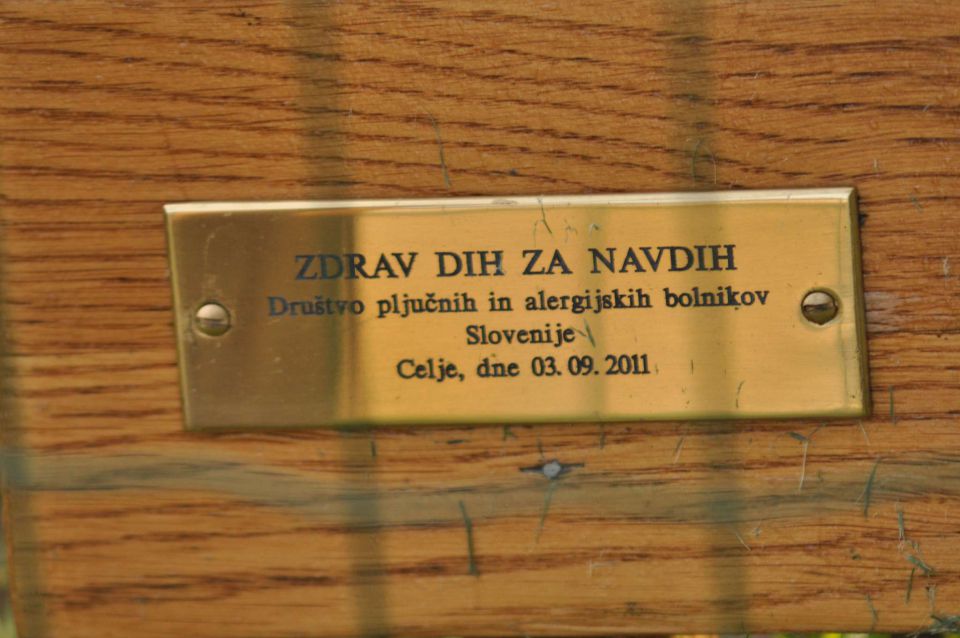 ZDRAV DIH ZA NAVDIH
Društvo pljučnih in alergijskih bolnikov
Slovenije
Celje, dne 03.09.2011